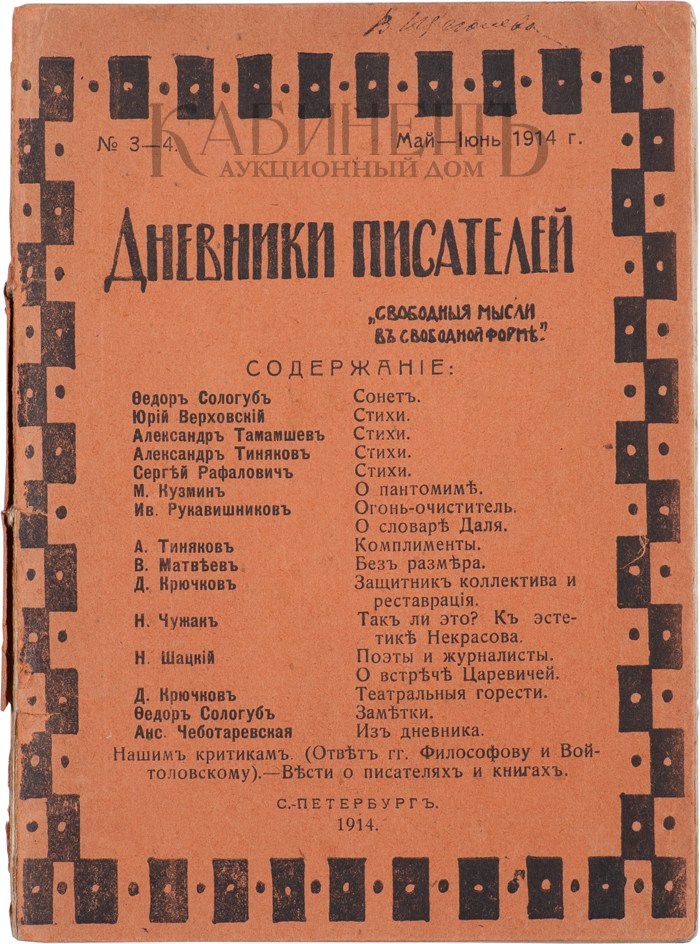 В. Щеголева
№ 3—4. Май—Іюнь 1914 г.
КАБИНЕТЪ
АУКЦИОННЫЙ ДОМ
ДНЕВНИКИ ПИСАТЕЛЕЙ
„СВОБОДНЫЯ МЫСЛИ
ВЪ СВОБОДНОЙ ФОРМѢ."
СОДЕРЖАНІЕ:
Ѳедоръ Сологубъ Сонетъ.
Юрій Верховскій Стихи.
Александръ Тамамшевъ Стихи.
Александръ Тиняковъ Стихи.
Сергѣй Рафаловичъ Стихи.
М. Кузминъ О пантомимѣ.
Ив. Рукавишниковъ Огонь-очиститель.
О словарѣ Даля.
А. Тиняковъ Комплименты.
В. Матвѣевъ Безъ размѣра.
Д. Крючковъ Защитникъ коллектива и
реставрація.
Н. Чужанъ Такъ ли это? Къ эсте-
тикѣ Некрасова.
Н. Шацкій Поэты и журналисты.
О встрѣчѣ Царевичей.
Д. Крючковъ Театральныя горести.
Ѳедоръ Сологубъ Замѣтки.
Анс. Чеботаревская Изъ дневника.
Нашимъ критикамъ. (Отвѣтъ гг. Философову и Вой-
толовскому).—Вѣсти о писателяхъ и книгахъ.
С.-ПЕТЕРБУРГЪ.
1914.